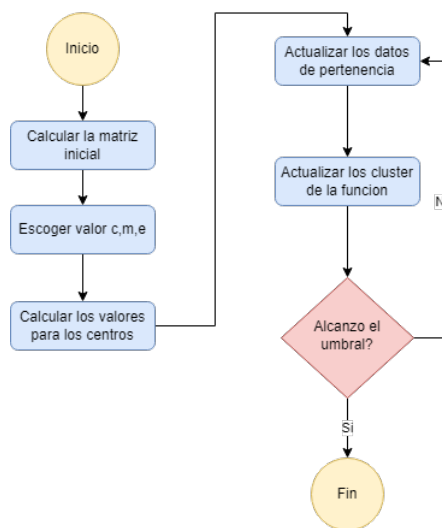 Inicio
Calcular la matriz
inicial
Escoger valor c,m,e
Calcular los valores
para los centros
Actualizar los datos
de pertenencia
Actualizar los cluster
de la funcion
Alcanzo el
umbral?
N
Si
Fin